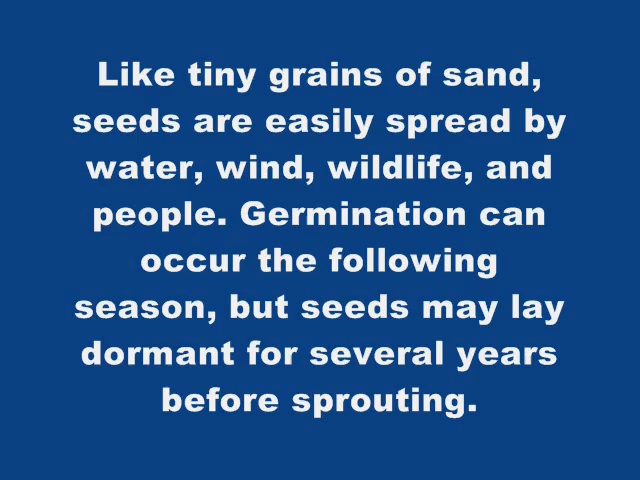 Like tiny grains of sand,
seeds are easily spread by
water, wind, wildlife, and
people. Germination can
occur the following
season, but seeds may lay
dormant for several years
before sprouting.